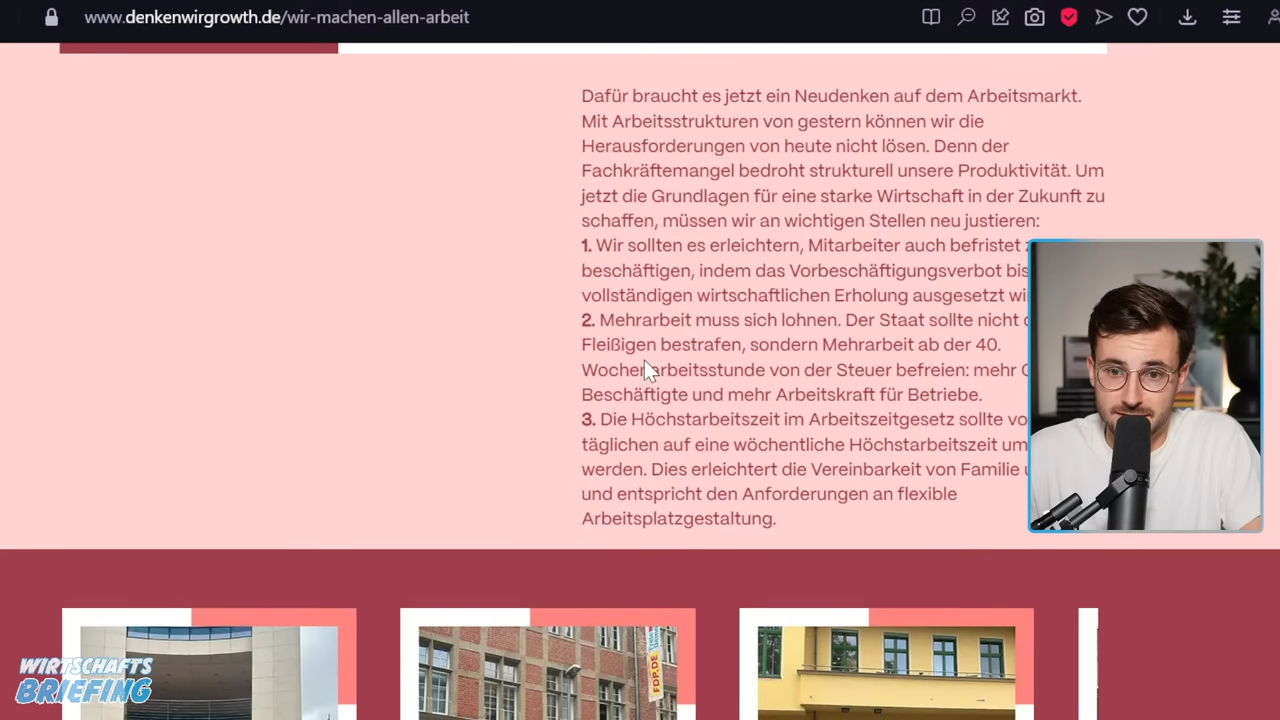 www.denkenwirgrowth.de/wir-machen-allen-arbeit
Dafür braucht es jetzt ein Neudenken auf dem Arbeitsmarkt.
Mit Arbeitsstrukturen von gestern können wir die
Herausforderungen von heute nicht lösen. Denn der
Fachkräftemangel bedroht strukturell unsere Produktivität. Um
jetzt die Grundlagen für eine starke Wirtschaft in der Zukunft zu
schaffen, müssen wir an wichtigen Stellen neu justieren:
1. Wir sollten es erleichtern, Mitarbeiter auch befristet
beschäftigen, indem das Vorbeschäftigungsverbot bis
vollständigen wirtschaftlichen Erholung ausgesetzt
2. Mehrarbeit muss sich lohnen. Der Staat sollte nicht
Fleißigen bestrafen, sondern Mehrarbeit ab der 40.
Wochenarbeitsstunde von der Steuer befreien: mehr
Beschäftigte und mehr Arbeitskraft für Betriebe.
3. Die Höchstarbeitszeit im Arbeitszeitgesetz sollte
täglichen auf eine wöchentliche Höchstarbeitszeit
werden. Dies erleichtert die Vereinbarkeit von Familie
und entspricht den Anforderungen an flexible
Arbeitsplatzgestaltung.
FDP.DE
WIRTSCHAFTS
BRIEFING